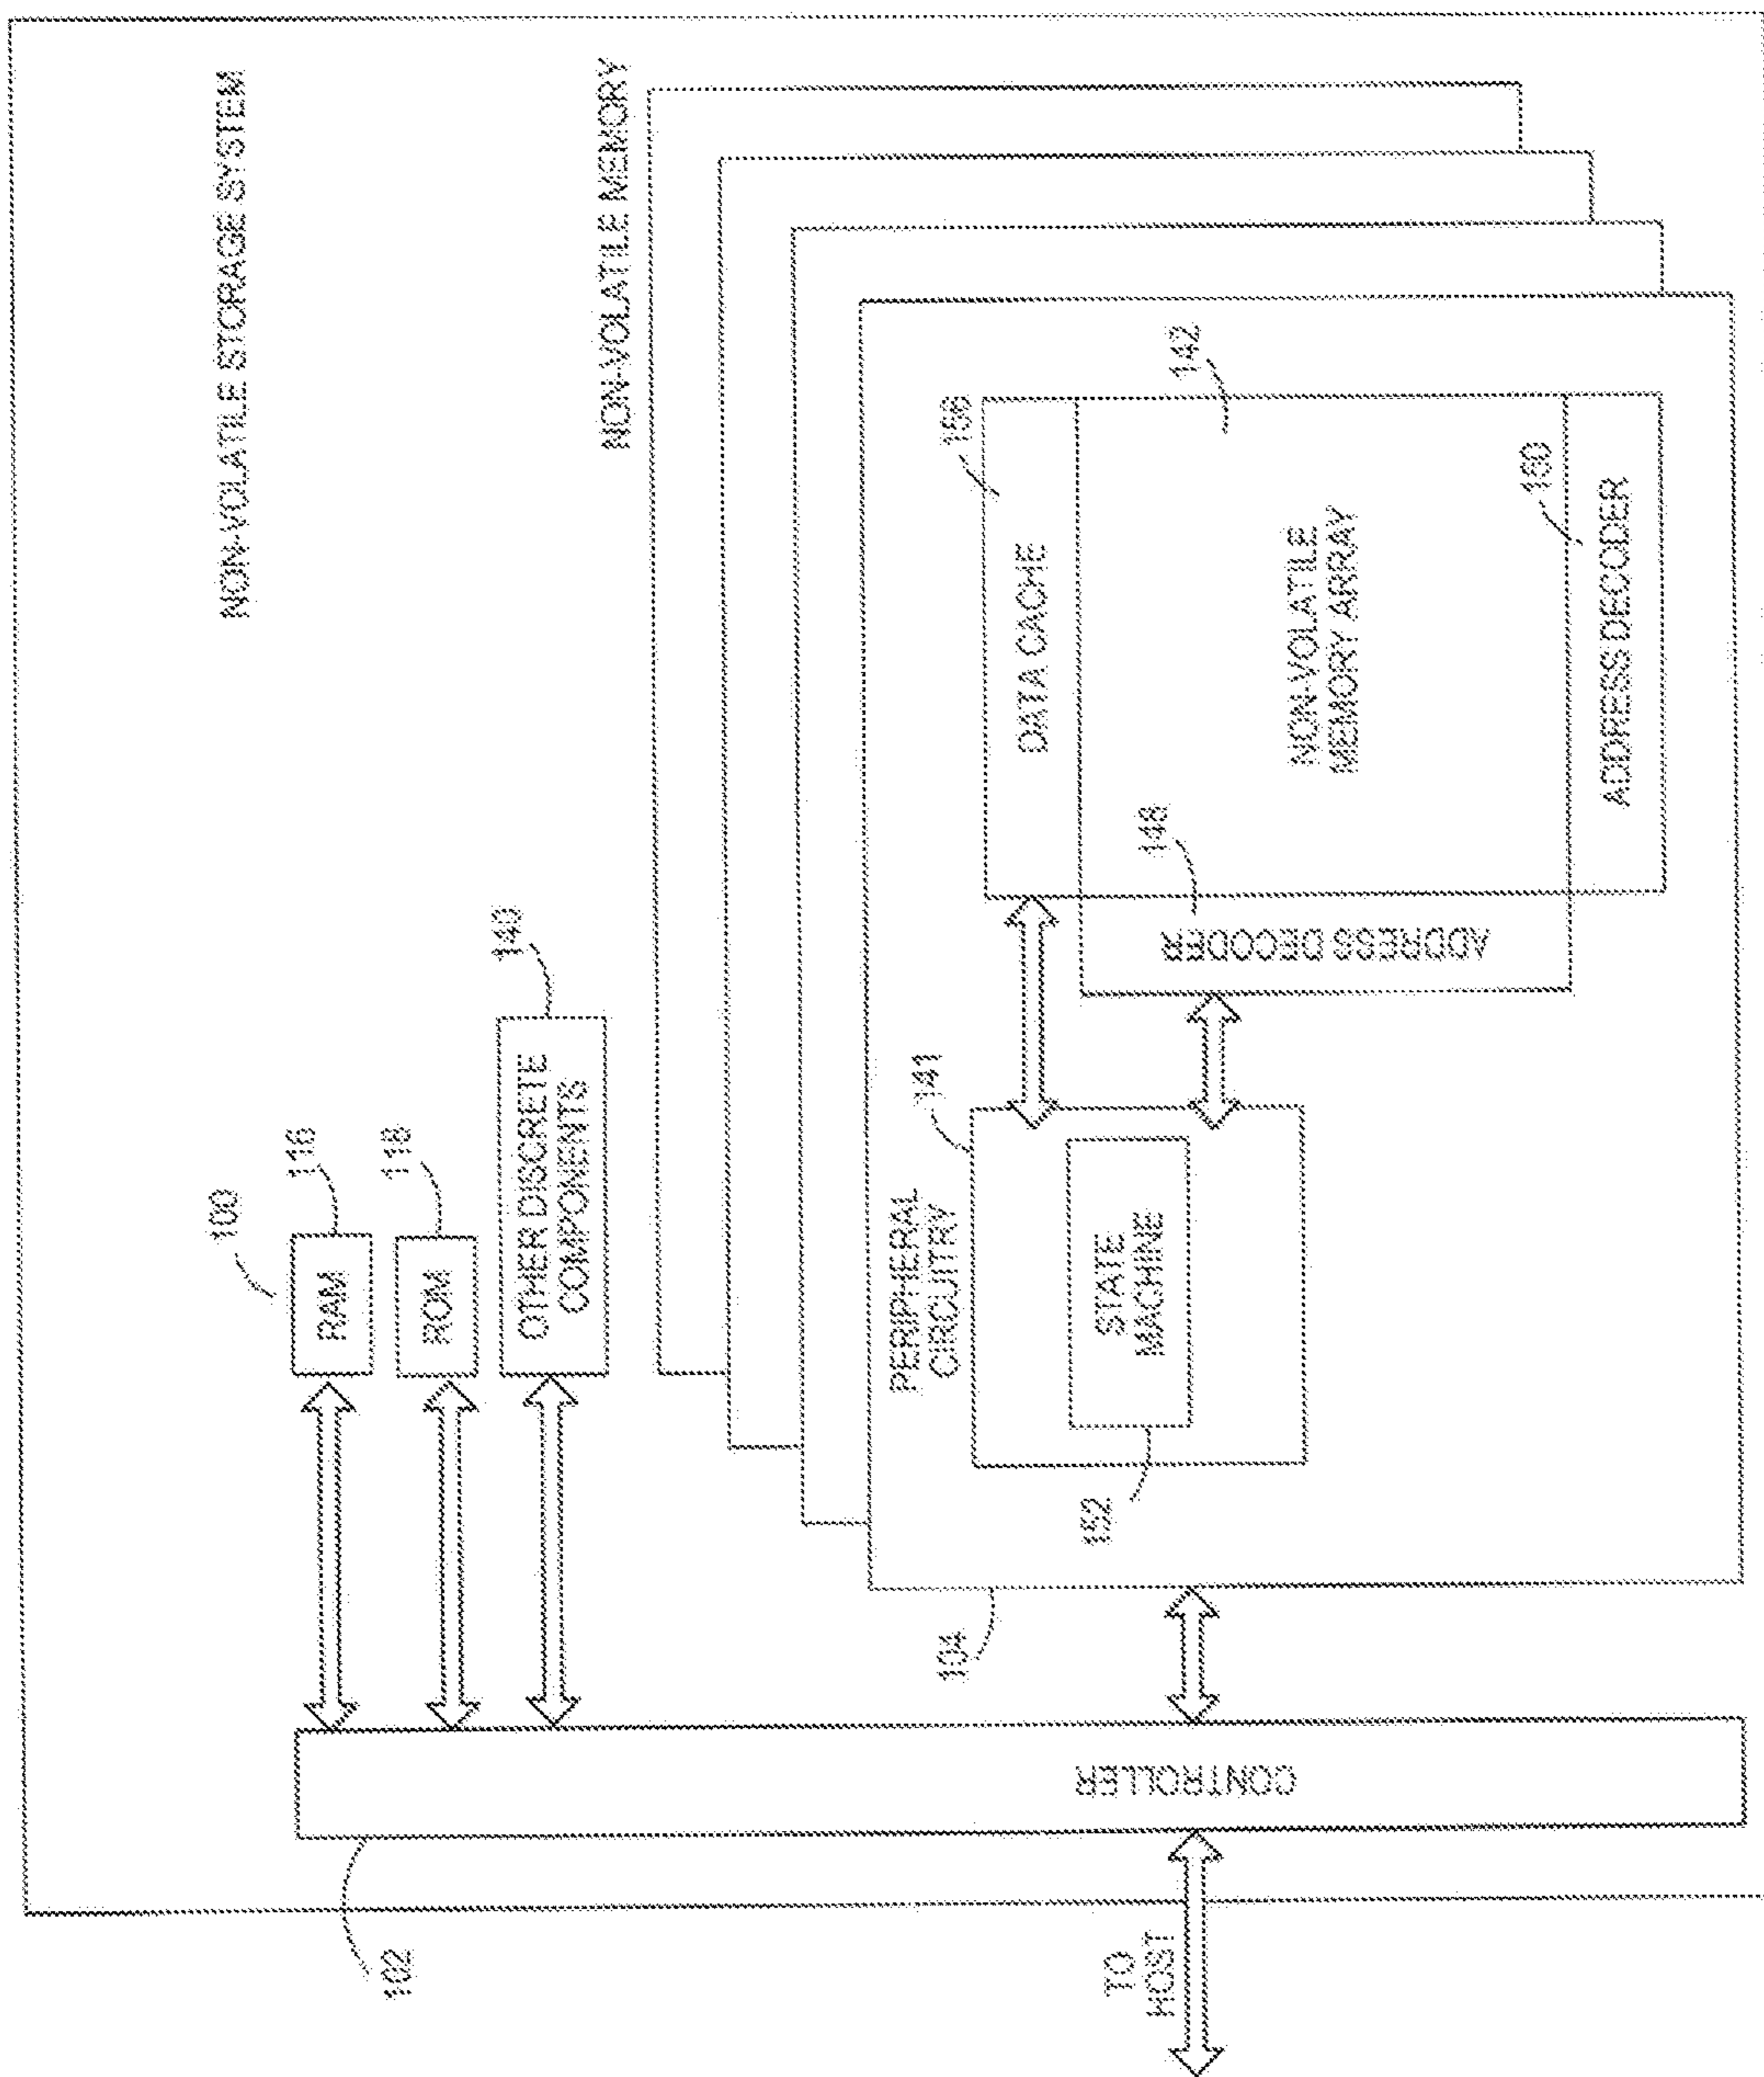 NON-VOLATILE STORAGE SYSTEM
100
RAM
116
ROM
118
OTHER DISCRETE
COMPONENTS
140
NON-VOLATILE MEMORY
102
CONTROLLER
TO
HOST
104
PERIPHERAL
CIRCUITRY
141
STATE
MACHINE
152
DATA CACHE
156
ADDRESS DECODER
148
NON-VOLATILE
MEMORY ARRAY
142
ADDRESS DECODER
160